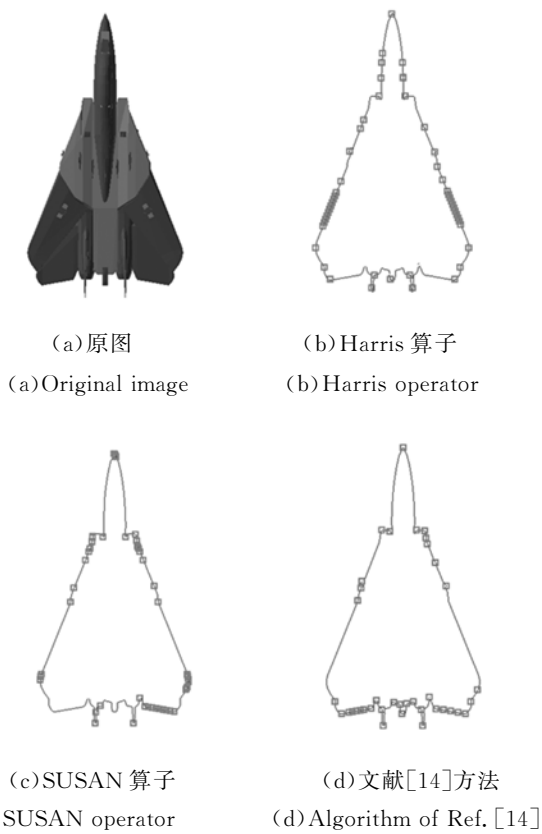 (a)原图
(b)Harris 算子
(a)Original image
(b)Harris operator
(c)SUSAN 算子
(d)文献[14]方法
SUSAN operator
(d)Algorithm of Ref. [14]